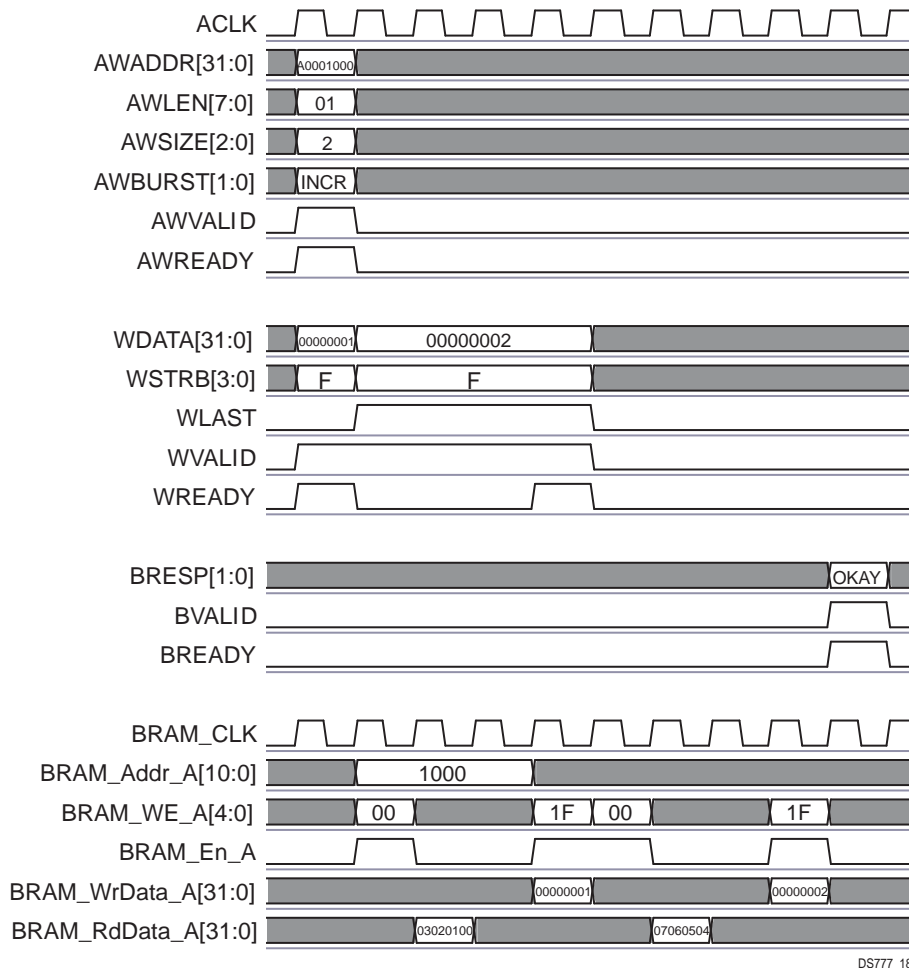 ACLK
AWADDR[31:0] A0001000
AWLEN[7:0] 01
AWSIZE[2:0] 2
AWBURST[1:0] INCR
AWVALID
AWREADY
WDATA[31:0] 00000001 00000002
WSTRB[3:0] F F
WLAST
WVALID
WREADY
BRESP[1:0] OKAY
BVALID
BREADY
BRAM_CLK
BRAM_Addr_A[10:0] 1000
BRAM_WE_A[4:0] 00 1F 00 1F
BRAM_En_A
BRAM_WrData_A[31:0] 00000001 00000002
BRAM_RdData_A[31:0] 03020100 07060504
DS777_18